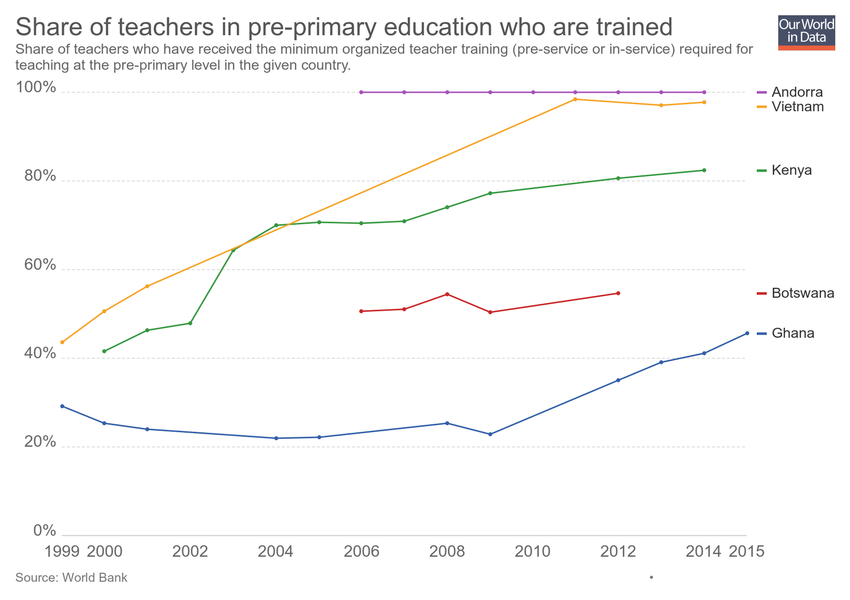 Share of teachers in pre-primary education who are trained
Our World
in Data
Share of teachers who have received the minimum organized teacher training (pre-service or in-service) required for
teaching at the pre-primary level in the given country.
100%
Andorra
Vietnam
80%
Kenya
60%
Botswana
40%
Ghana
20%
0%
1999 2000 2002 2004 2006 2008 2010 2012 2014 2015
Source: World Bank